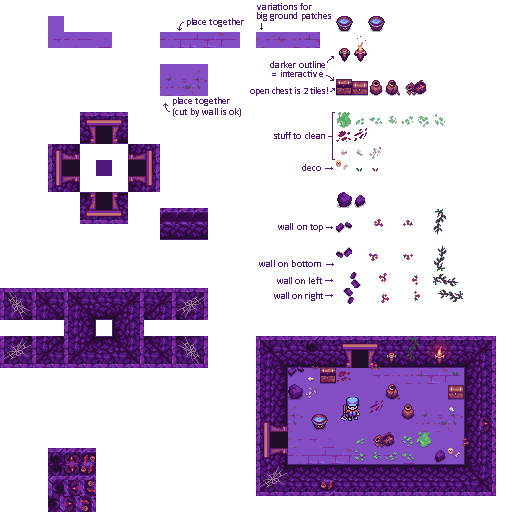 variations for
big ground patches
place together
darker outline
= interactive
open chest is 2 tiles!
place together
(cut by wall is ok)
stuff to clean
deco
wall on top
wall on bottom
wall on left
wall on right